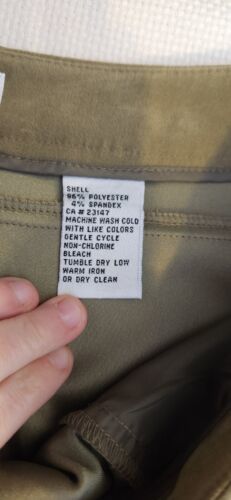 SHELL
96% POLYESTER
4% SPANDEX
CA # 23147
MACHINE WASH COLD
WITH LIKE COLORS
GENTLE CYCLE
NON-CHLORINE
BLEACH
TUMBLE DRY LOW
WARM IRON
OR DRY CLEAN